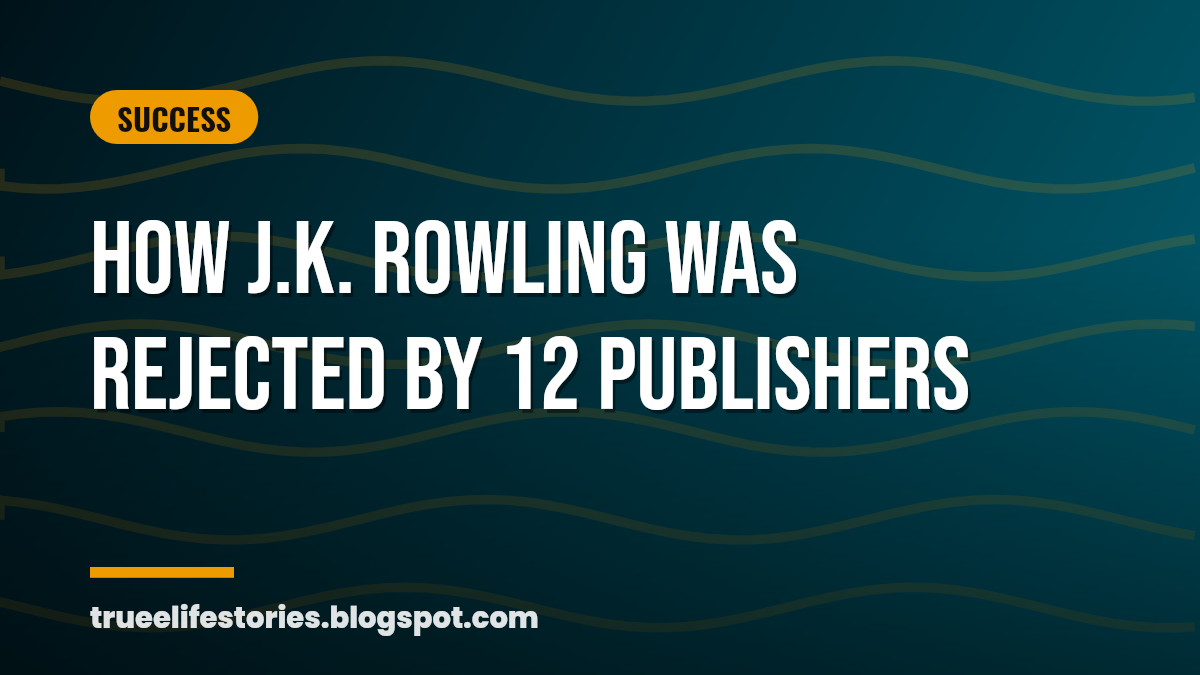 SUCCESS
HOW J.K. ROWLING WAS
REJECTED BY 12 PUBLISHERS
trueelifestories.blogspot.com